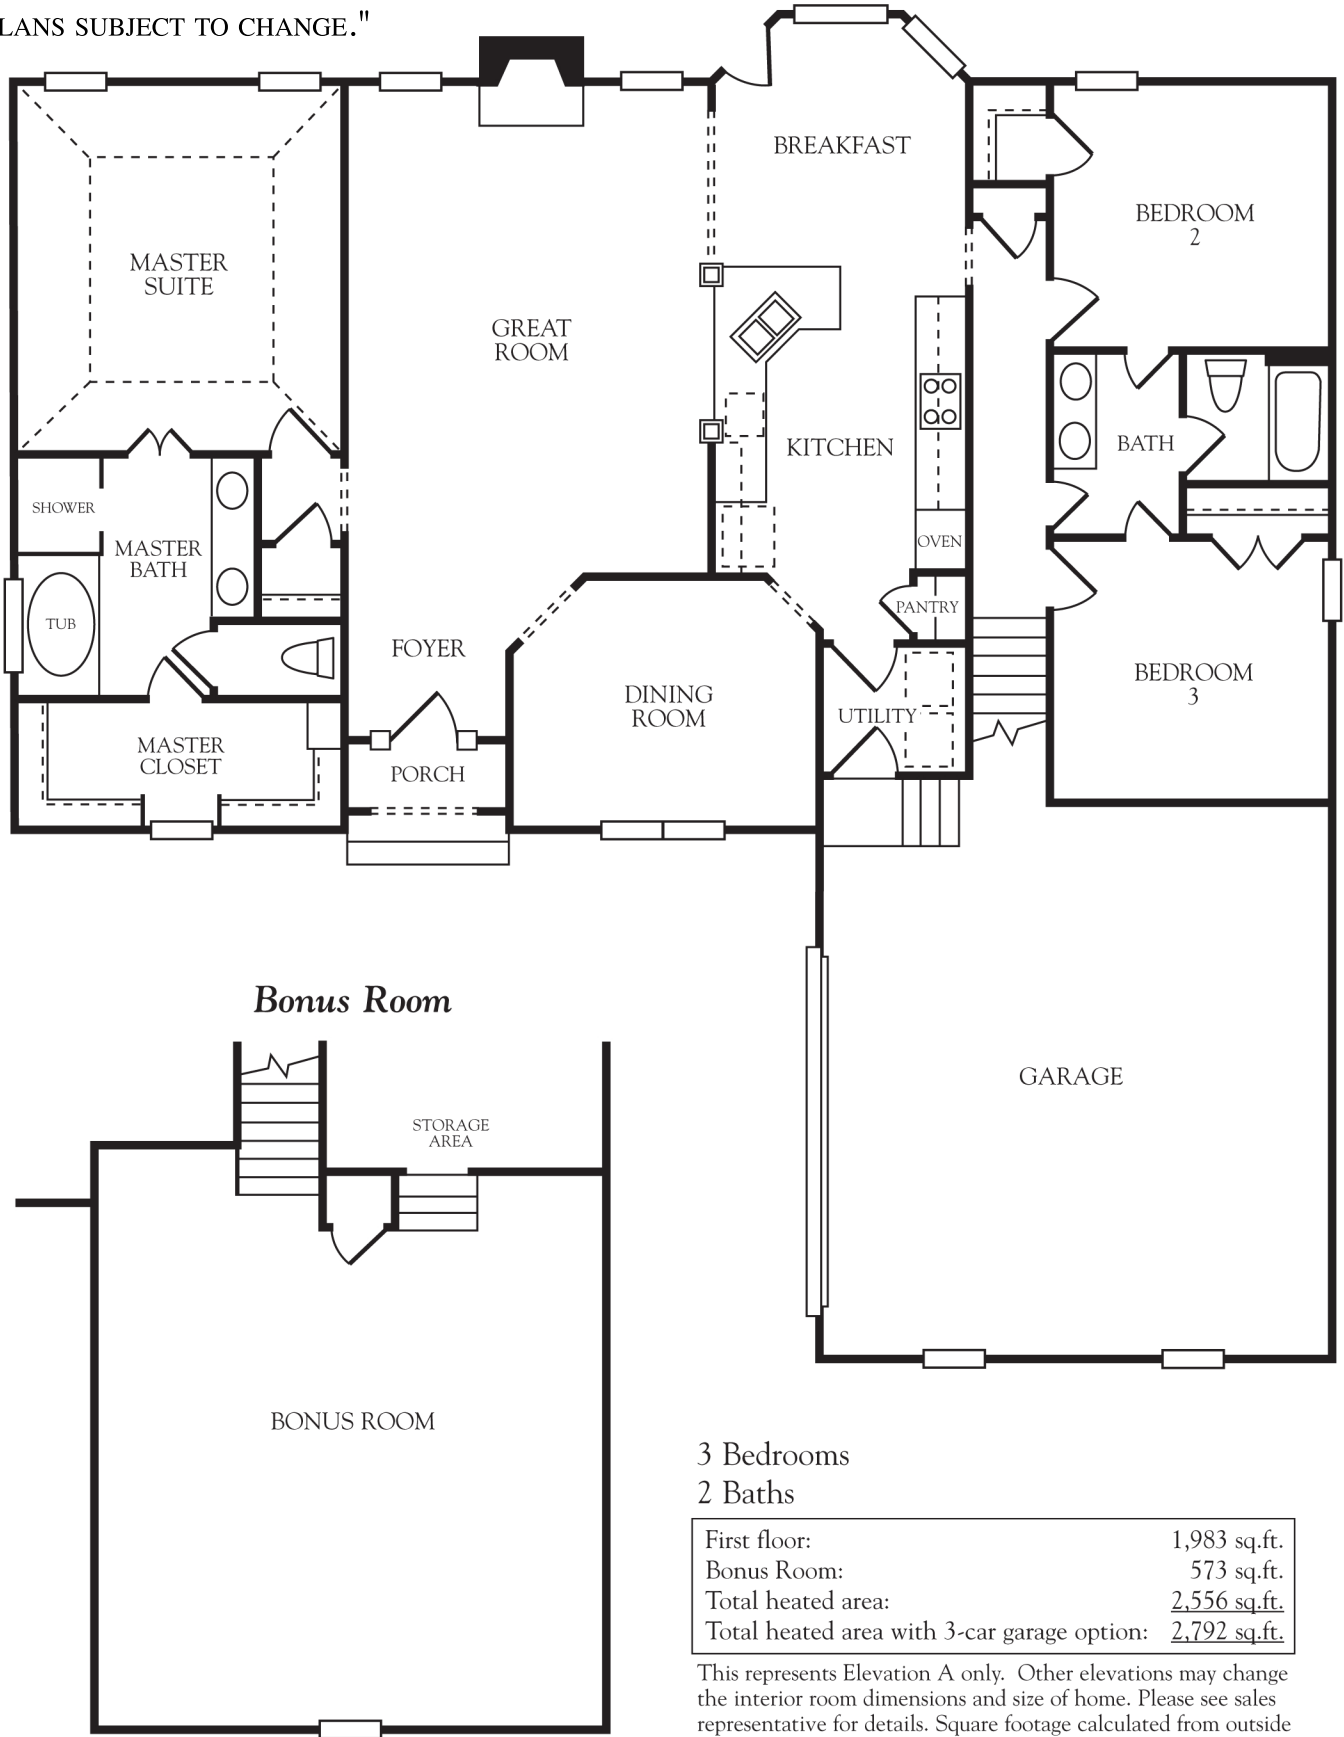 LANS SUBJECT TO CHANGE."
BREAKFAST
BEDROOM
2
MASTER
SUITE
GREAT
ROOM
KITCHEN
BATH
SHOWER
MASTER
BATH
OVEN
TUB
PANTRY
FOYER
BEDROOM
3
DINING
ROOM
UTILITY
MASTER
CLOSET
PORCH
Bonus Room
GARAGE
STORAGE
AREA
BONUS ROOM
3 Bedrooms
2 Baths
First floor: 1,983 sq.ft.
Bonus Room: 573 sq.ft.
Total heated area: 2,556 sq.ft.
Total heated area with 3-car garage option: 2,792 sq.ft.
This represents Elevation A only. Other elevations may change
the interior room dimensions and size of home. Please see sales
representative for details. Square footage calculated from outside